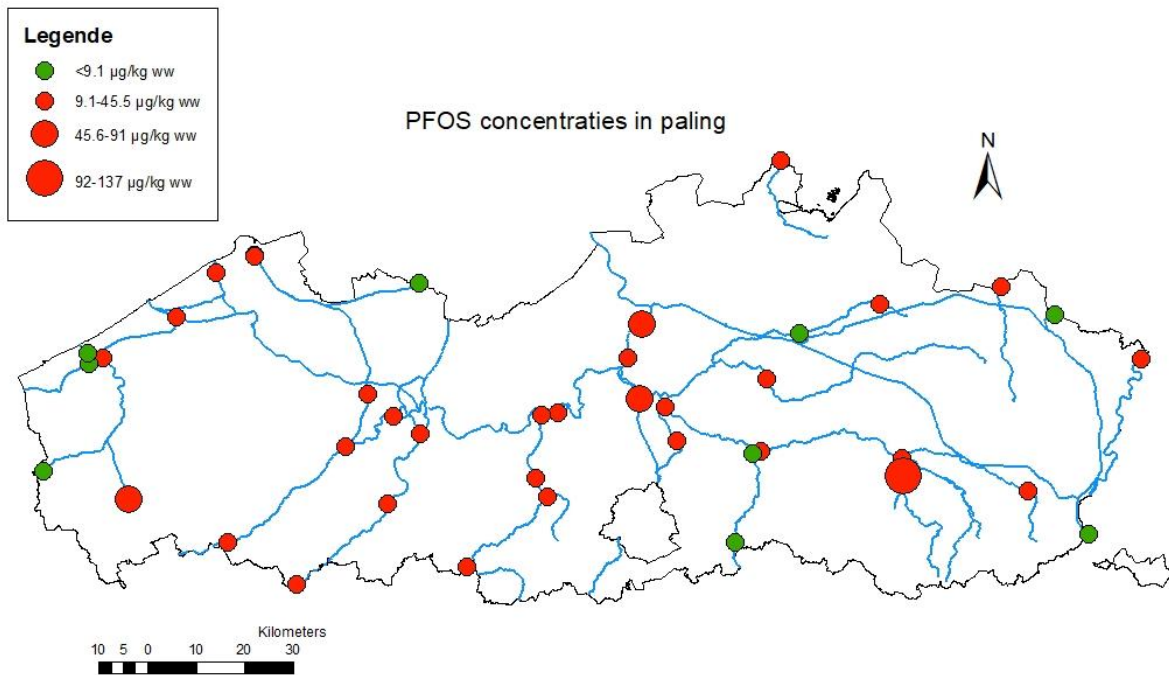 Legende
<9.1 µg/kg ww
9.1-45.5 µg/kg ww
45.6-91 µg/kg ww
92-137 µg/kg ww
PFOS concentraties in paling
N
Kilometers
10 5 0 10 20 30